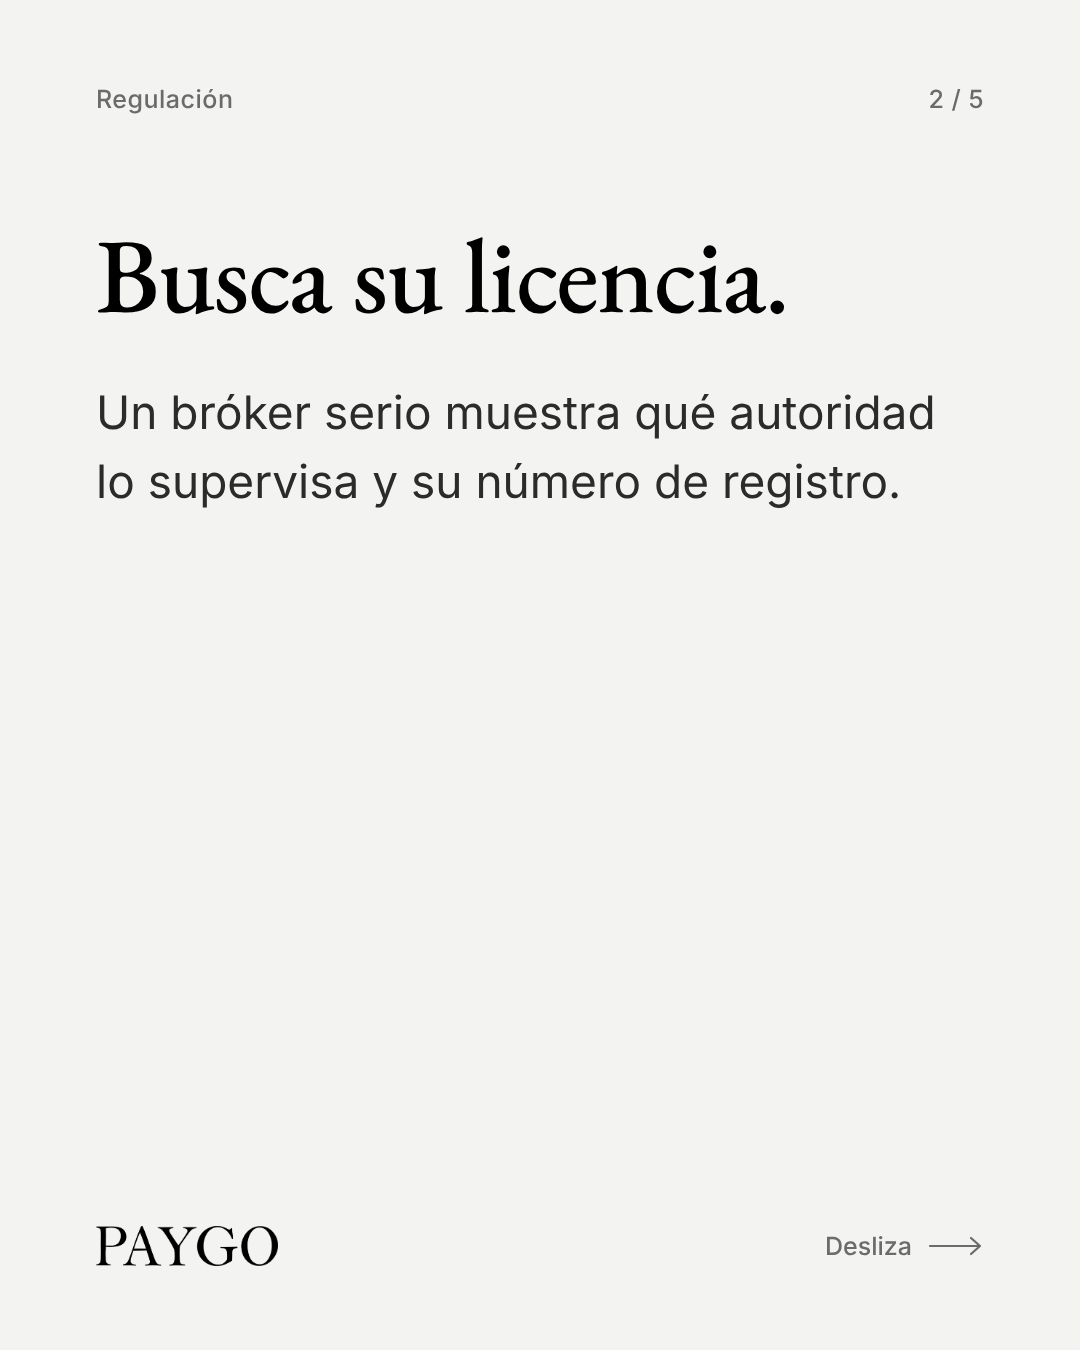 Regulación
2 / 5
Busca su licencia.
Un bróker serio muestra qué autoridad
lo supervisa y su número de registro.
PAYGO
Desliza